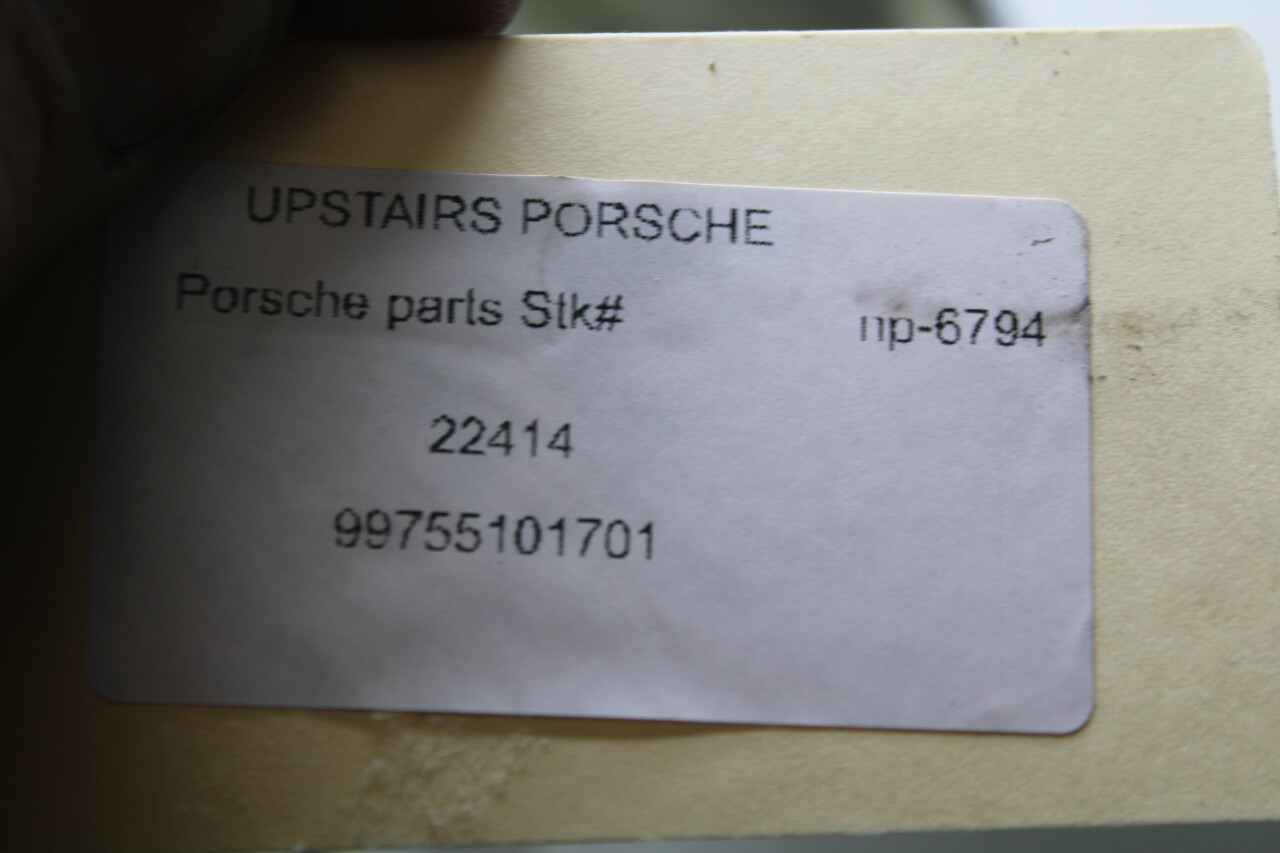 UPSTAIRS PORSCHE
Porsche parts Stk# np-6794
22414
99755101701